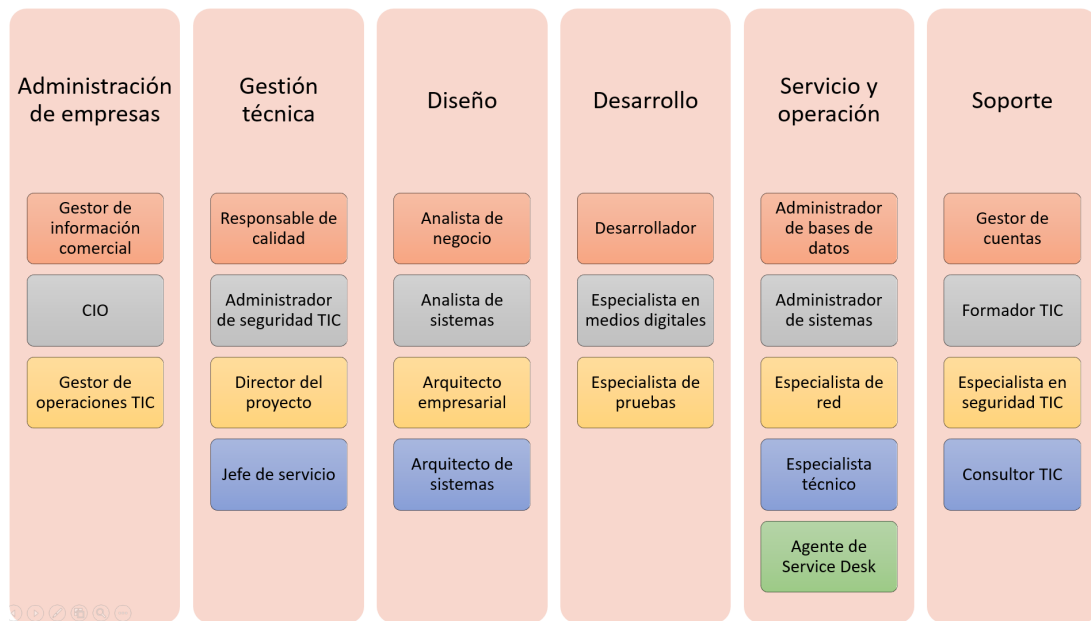 Administración
de empresas
Gestor de
información
comercial
CIO
Gestor de
operaciones TIC
Gestión
técnica
Responsable de
calidad
Administrador
de seguridad TIC
Director del
proyecto
Jefe de servicio
Diseño
Analista de
negocio
Analista de
sistemas
Arquitecto
empresarial
Arquitecto de
sistemas
Desarrollo
Desarrollador
Especialista en
medios digitales
Especialista de
pruebas
Servicio y
operación
Administrador
de bases de
datos
Administrador
de sistemas
Especialista de
red
Especialista
técnico
Agente de
Service Desk
Soporte
Gestor de
cuentas
Formador TIC
Especialista en
seguridad TIC
Consultor TIC